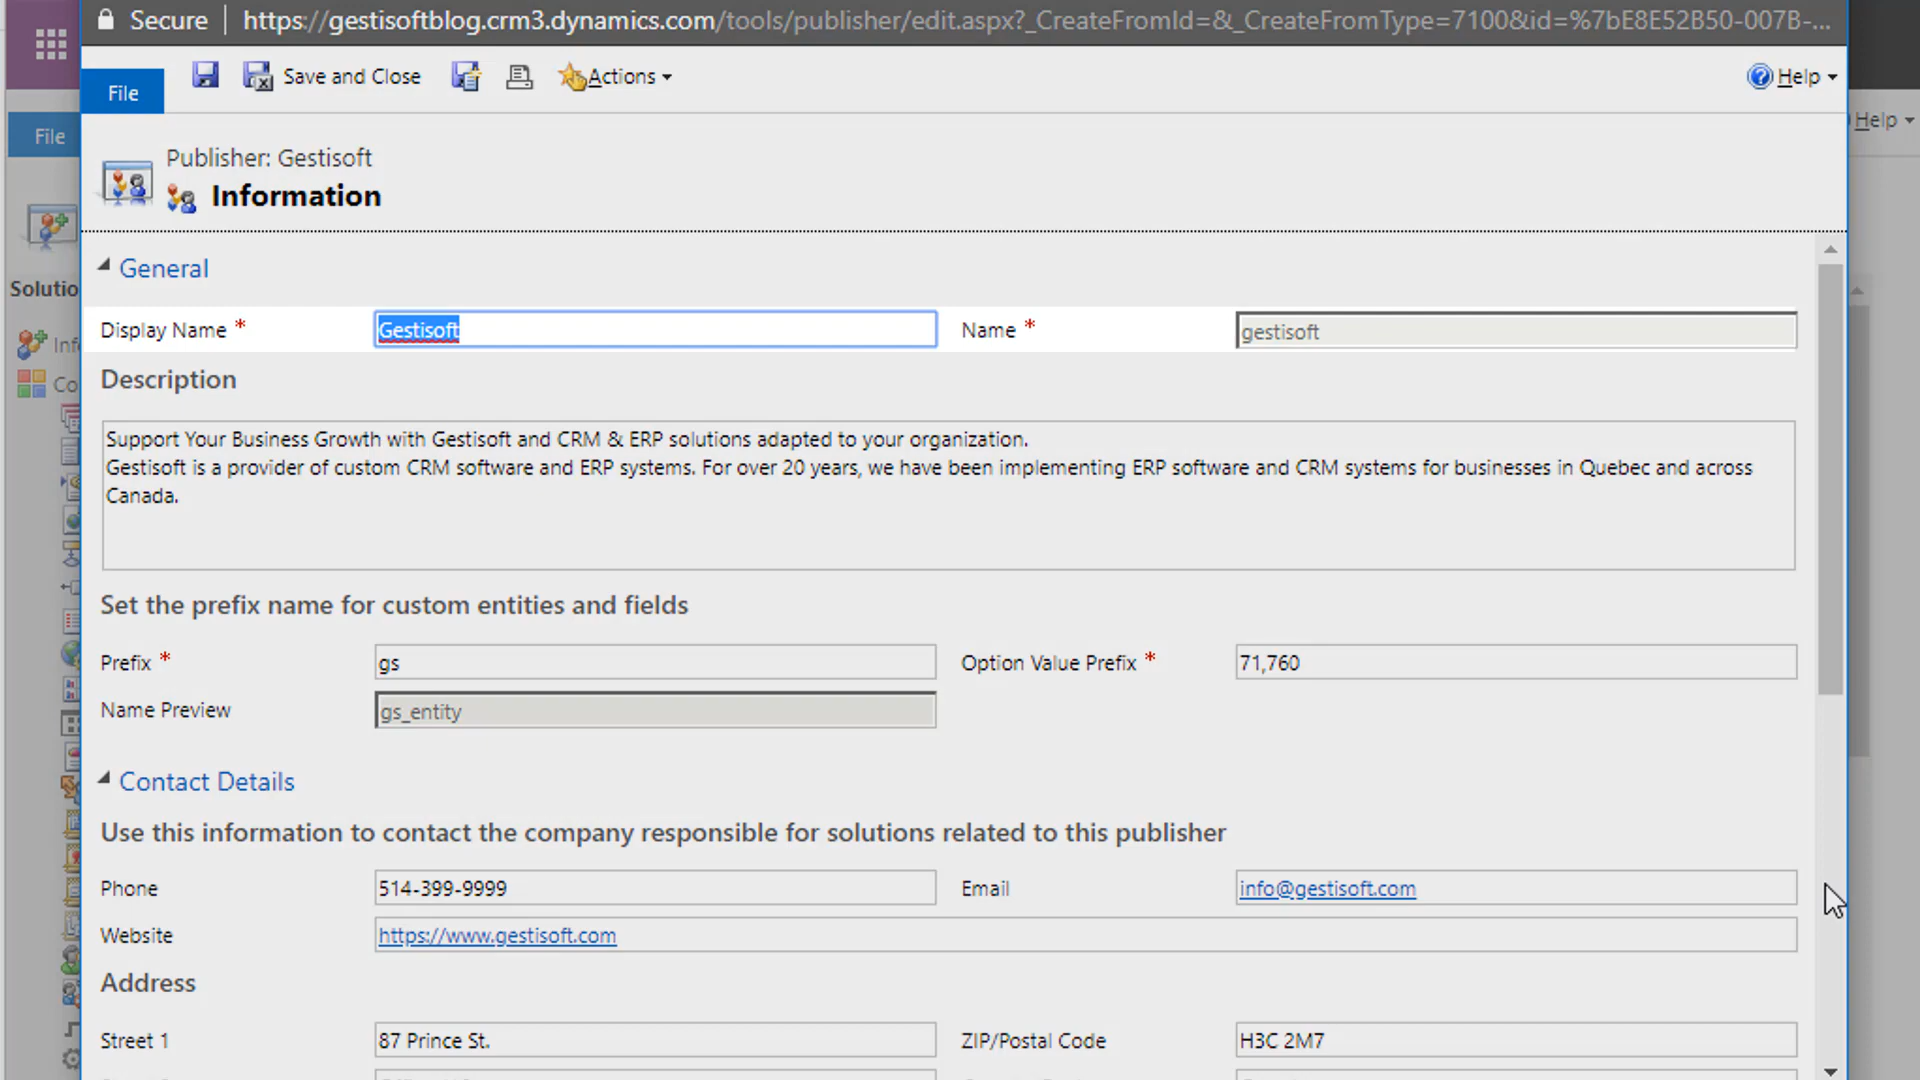 Secure | https://gestisoftblog.crm3.dynamics.com/tools/publisher/edit.aspx?_CreateFromId=&_CreateFromType=7100&id=%7bE8E52B50-007B-...
File Save and Close Actions Help
File Help
Publisher: Gestisoft
Information
General
Solutio
Display Name * Gestisoft Name * gestisoft
Inf
Co
Description
Support Your Business Growth with Gestisoft and CRM & ERP solutions adapted to your organization.
Gestisoft is a provider of custom CRM software and ERP systems. For over 20 years, we have been implementing ERP software and CRM systems for businesses in Quebec and across
Canada.
Set the prefix name for custom entities and fields
Prefix * gs Option Value Prefix * 71,760
Name Preview gs_entity
Contact Details
Use this information to contact the company responsible for solutions related to this publisher
Phone 514-399-9999 Email info@gestisoft.com
Website https://www.gestisoft.com
Address
Street 1 87 Prince St. ZIP/Postal Code H3C 2M7